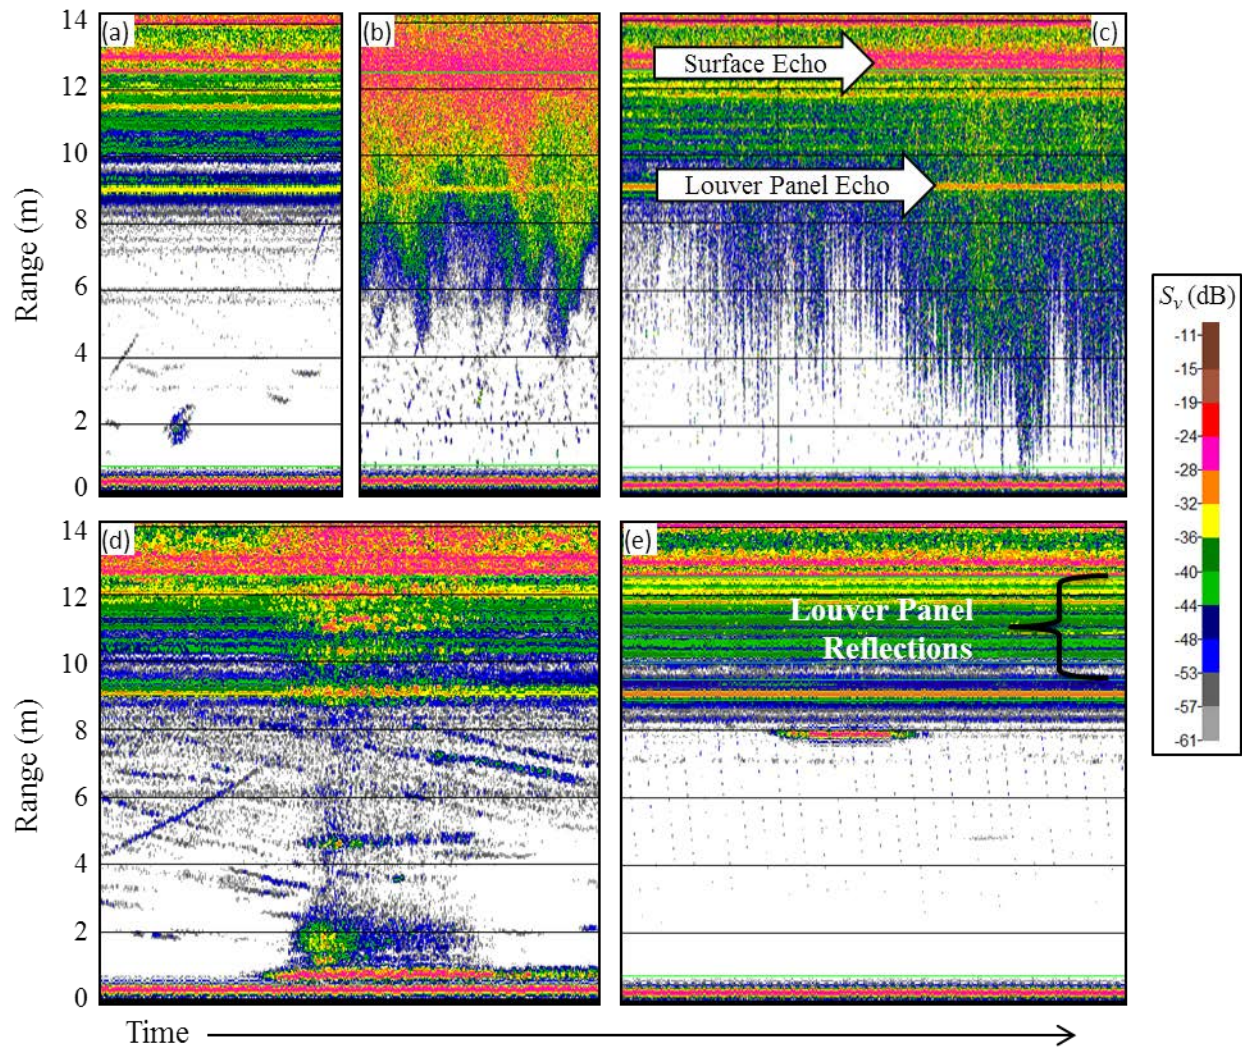 (a)
(b)
(c)
14
12
10
8
6
4
2
0
Range (m)
Surface Echo
Louver Panel Echo
Sv (dB)
-11
-15
-19
-24
-28
-32
-36
-40
-44
-48
-53
-57
-61
(d)
(e)
14
12
10
8
6
4
2
0
Range (m)
Louver Panel
Reflections
Time